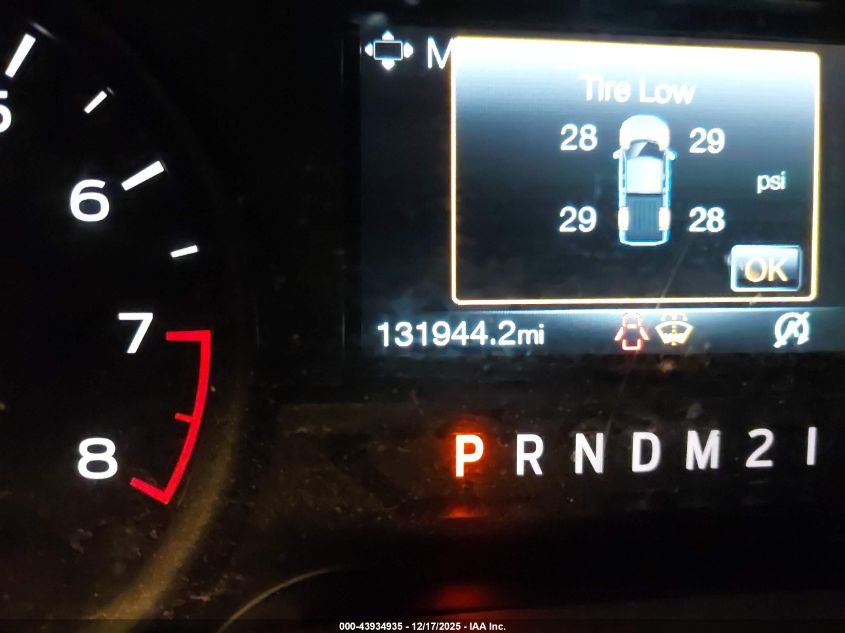 5
6
7
8
M
Tire Low
28 29
psi
29 28
OK
131944.2mi
P R N D M 2 1
000-43934935 - 12/17/2025 - IAA Inc.